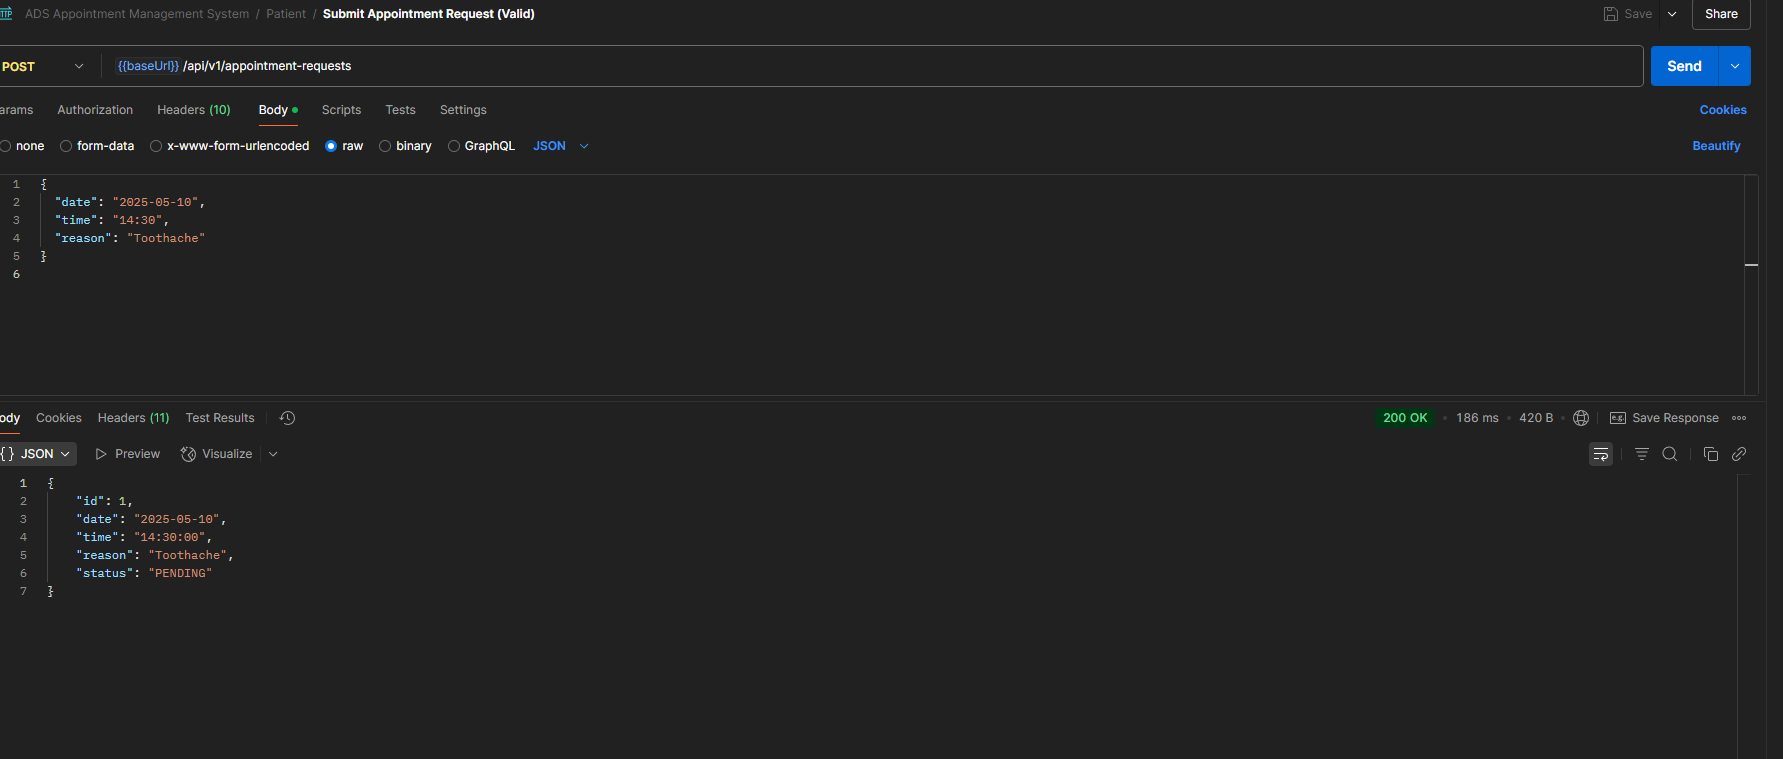 ADS Appointment Management System / Patient / Submit Appointment Request (Valid) Save Share
POST {{baseUrl}} /api/v1/appointment-requests Send
arams Authorization Headers (10) Body Scripts Tests Settings Cookies
none form-data x-www-form-urlencoded raw binary GraphQL JSON Beautify
1 {
2 "date": "2025-05-10",
3 "time": "14:30",
4 "reason": "Toothache"
5 }
6
ody Cookies Headers (11) Test Results 200 OK • 186 ms • 420 B • e.g. Save Response
{} JSON Preview Visualize
1 {
2 "id": 1,
3 "date": "2025-05-10",
4 "time": "14:30:00",
5 "reason": "Toothache",
6 "status": "PENDING"
7 }